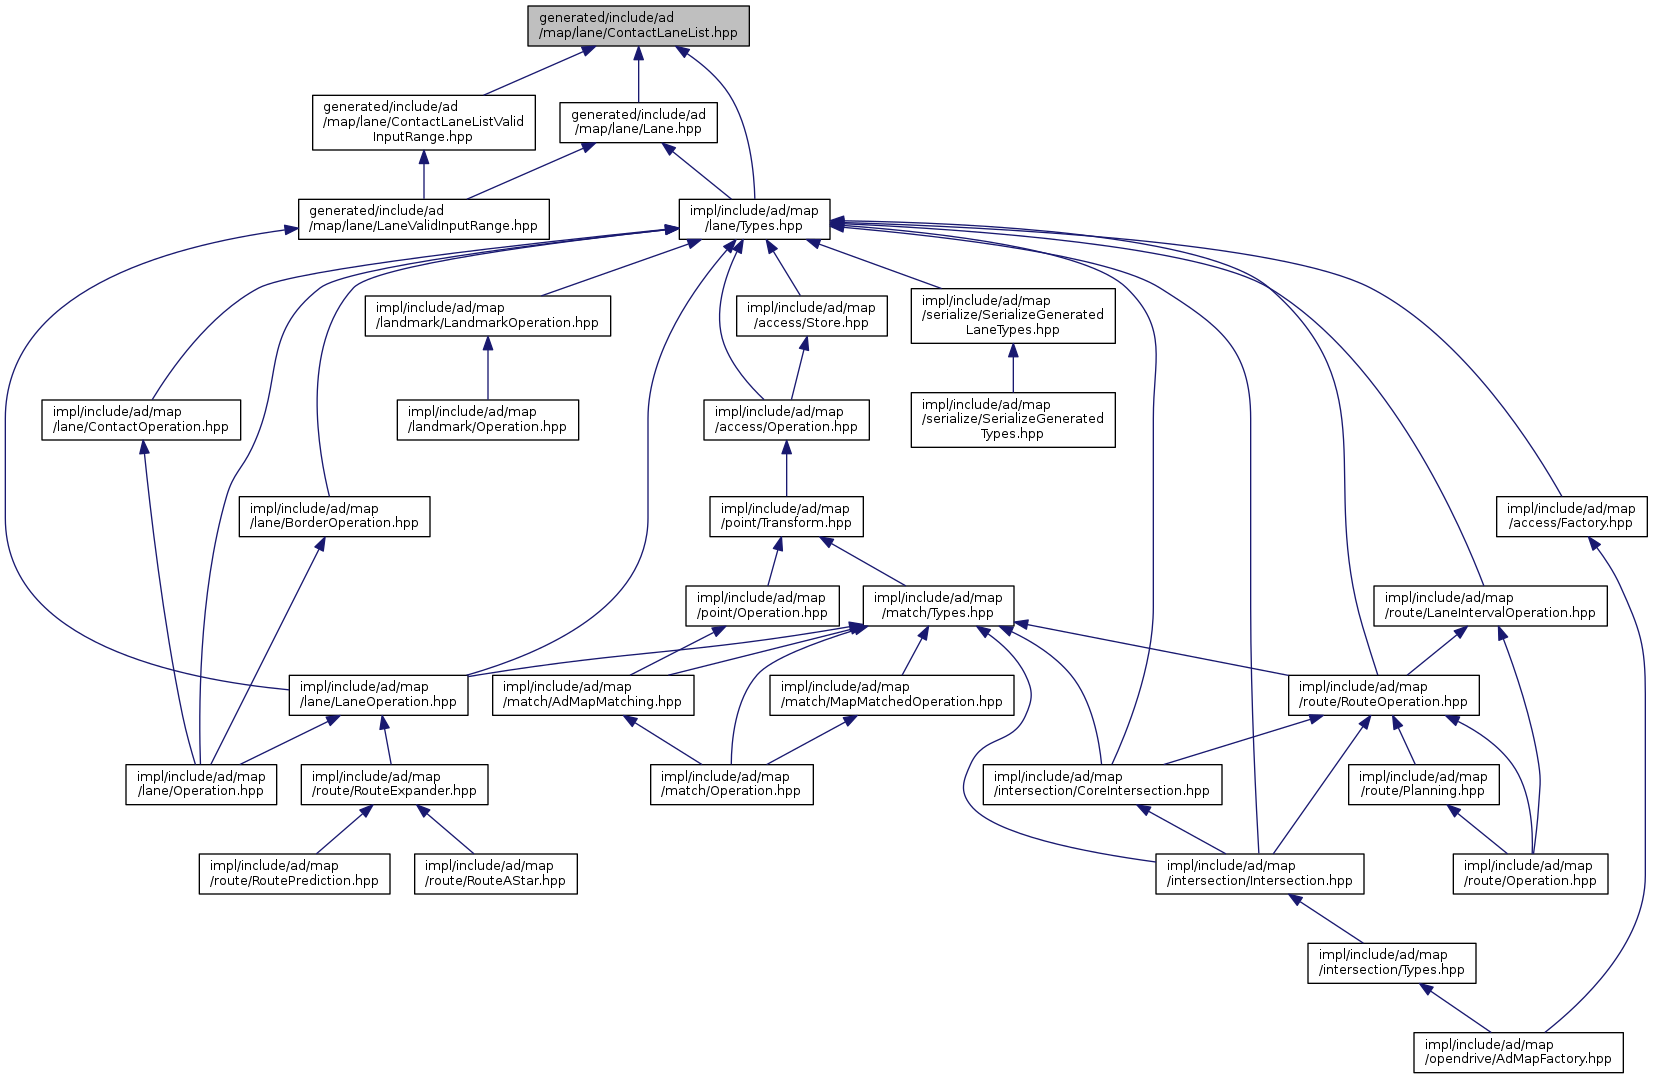 generated/include/ad
/map/lane/ContactLaneList.hpp
generated/include/ad
/map/lane/ContactLaneListValid
InputRange.hpp
generated/include/ad
/map/lane/Lane.hpp
generated/include/ad
/map/lane/LaneValidInputRange.hpp
impl/include/ad/map
/lane/Types.hpp
impl/include/ad/map
/landmark/LandmarkOperation.hpp
impl/include/ad/map
/access/Store.hpp
impl/include/ad/map
/serialize/SerializeGenerated
LaneTypes.hpp
impl/include/ad/map
/lane/ContactOperation.hpp
impl/include/ad/map
/landmark/Operation.hpp
impl/include/ad/map
/access/Operation.hpp
impl/include/ad/map
/serialize/SerializeGenerated
Types.hpp
impl/include/ad/map
/lane/BorderOperation.hpp
impl/include/ad/map
/point/Transform.hpp
impl/include/ad/map
/access/Factory.hpp
impl/include/ad/map
/point/Operation.hpp
impl/include/ad/map
/match/Types.hpp
impl/include/ad/map
/route/LaneIntervalOperation.hpp
impl/include/ad/map
/lane/LaneOperation.hpp
impl/include/ad/map
/match/AdMapMatching.hpp
impl/include/ad/map
/match/MapMatchedOperation.hpp
impl/include/ad/map
/route/RouteOperation.hpp
impl/include/ad/map
/lane/Operation.hpp
impl/include/ad/map
/route/RouteExpander.hpp
impl/include/ad/map
/match/Operation.hpp
impl/include/ad/map
/intersection/CoreIntersection.hpp
impl/include/ad/map
/route/Planning.hpp
impl/include/ad/map
/route/RoutePrediction.hpp
impl/include/ad/map
/route/RouteAStar.hpp
impl/include/ad/map
/intersection/Intersection.hpp
impl/include/ad/map
/route/Operation.hpp
impl/include/ad/map
/intersection/Types.hpp
impl/include/ad/map
/opendrive/AdMapFactory.hpp